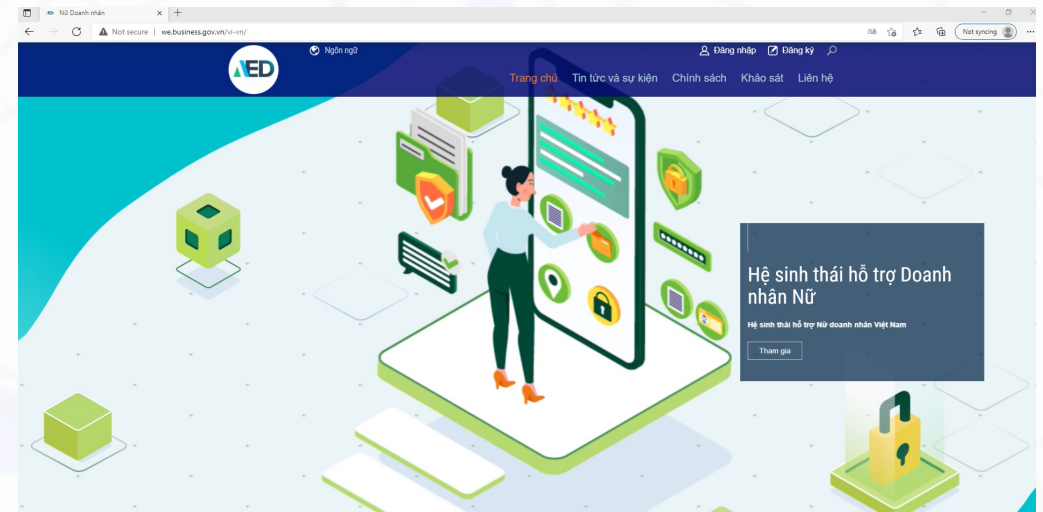 Nữ Doanh nhân
Not secure
we.business.gov.vn/vi-vn/
Not syncing
AED
Ngôn ngữ
Đăng nhập
Đăng ký
Trang chủ
Tin tức và sự kiện
Chính sách
Khảo sát
Liên hệ
Hệ sinh thái hỗ trợ Doanh
nhân Nữ
Hệ sinh thái hỗ trợ Nữ doanh nhân Việt Nam
Tham gia